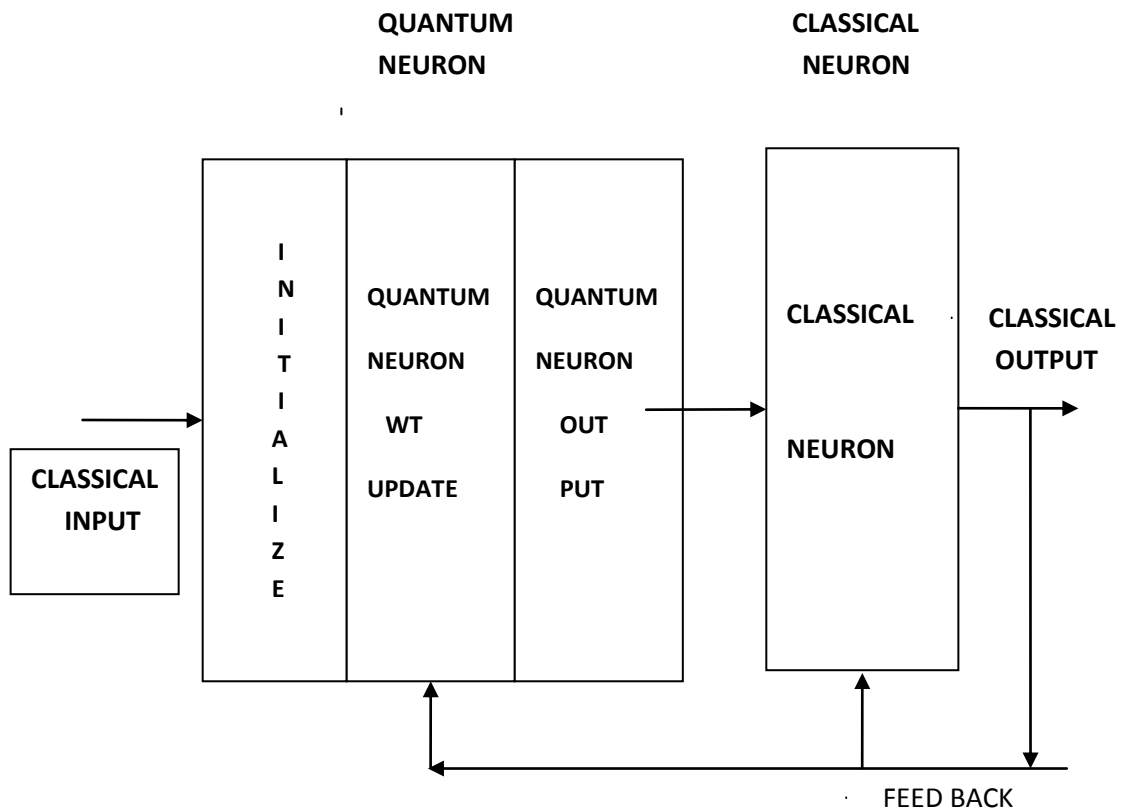 QUANTUM
NEURON
CLASSICAL
NEURON
CLASSICAL
INPUT
INITIALIZE
QUANTUM
NEURON
WT
UPDATE
QUANTUM
NEURON
OUT
PUT
CLASSICAL
NEURON
CLASSICAL
OUTPUT
FEED BACK